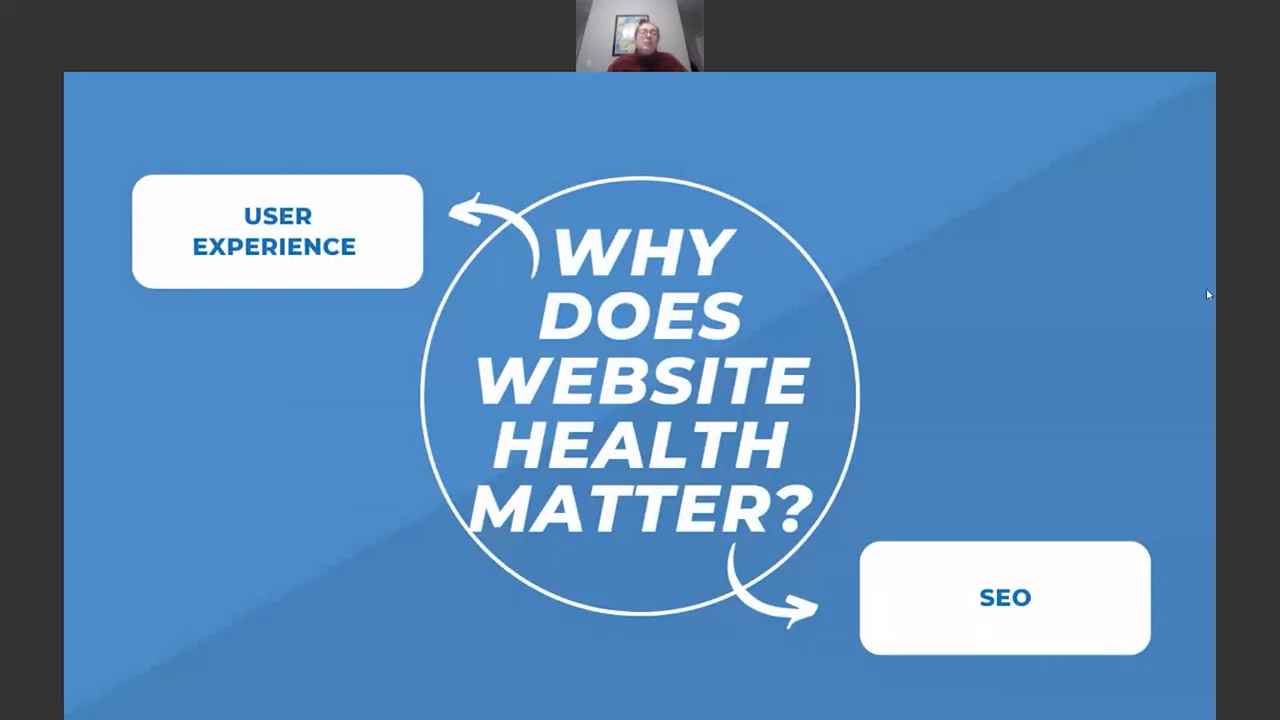 USER
EXPERIENCE
WHY
DOES
WEBSITE
HEALTH
MATTER?
SEO